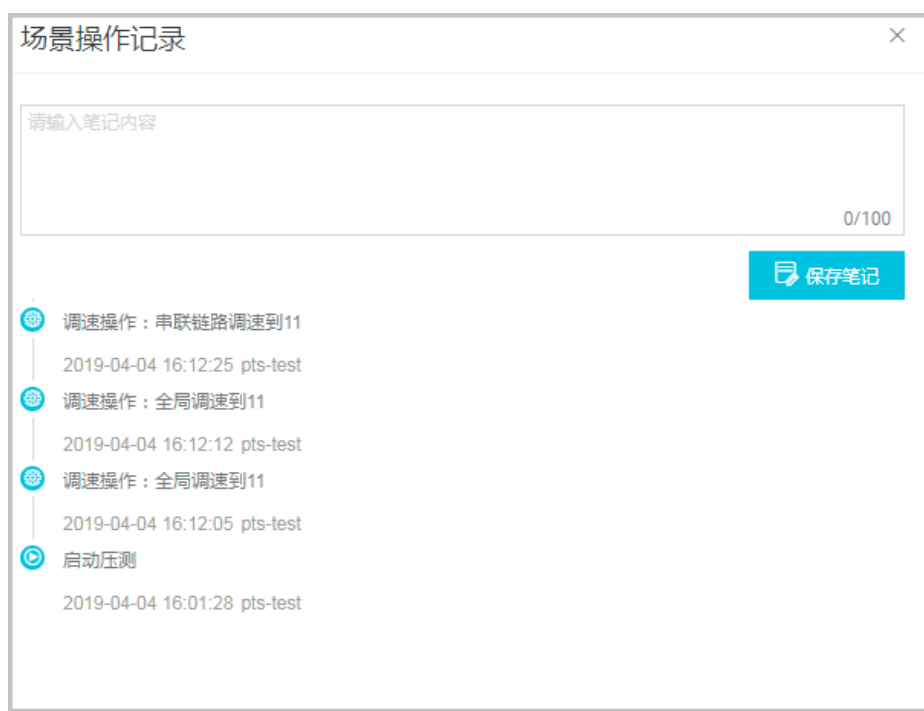 场景操作记录
请输入笔记内容
0/100
保存笔记
调速操作：串联链路调速到11
2019-04-04 16:12:25 pts-test
调速操作：全局调速到11
2019-04-04 16:12:12 pts-test
调速操作：全局调速到11
2019-04-04 16:12:05 pts-test
启动压测
2019-04-04 16:01:28 pts-test